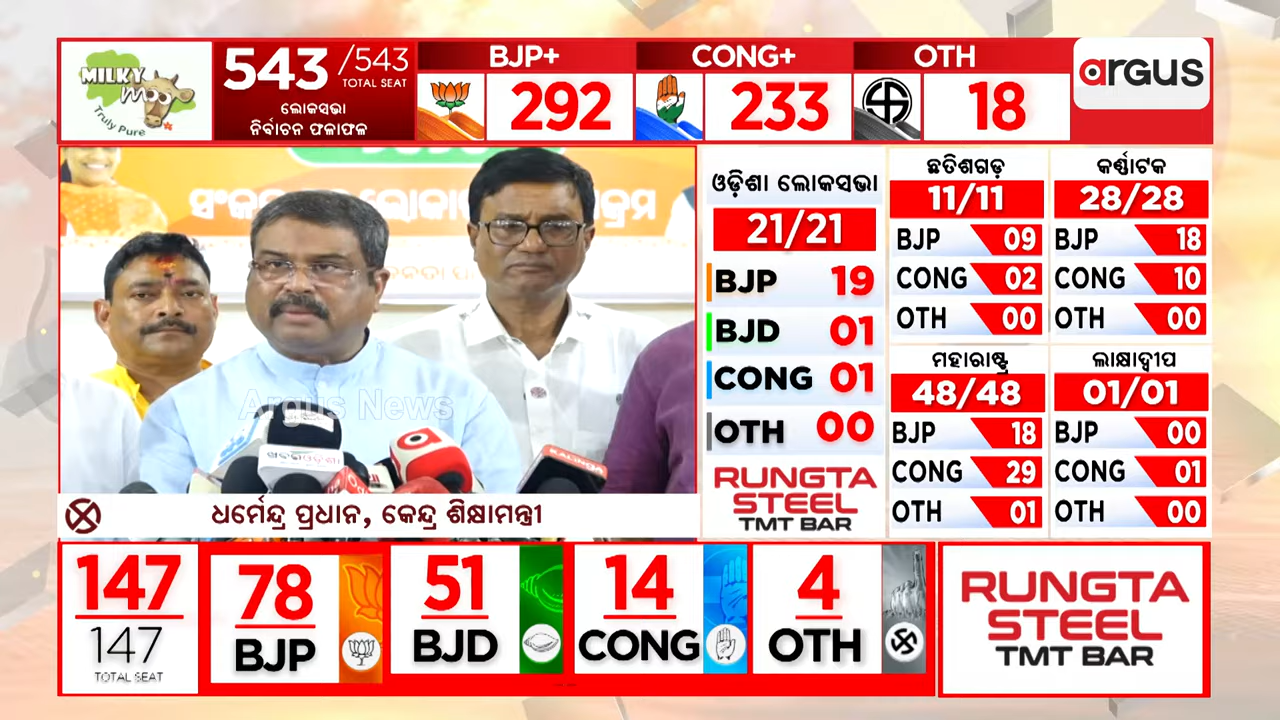 MILKY
moo
Truly Pure
543 /543
TOTAL SEAT
ଲୋକସଭା
ନିର୍ବାଚନ ଫଳାଫଳ
BJP+
292
CONG+
233
OTH
18
argus
ଓଡ଼ିଶା ଲୋକସଭା
21/21
BJP 19
BJD 01
CONG 01
OTH 00
RUNGTA
STEEL
TMT BAR
ଛତିଶଗଡ଼
11/11
BJP 09
CONG 02
OTH 00
କର୍ଣ୍ଣାଟକ
28/28
BJP 18
CONG 10
OTH 00
ମହାରାଷ୍ଟ୍ର
48/48
BJP 18
CONG 29
OTH 01
ଲାକ୍ଷାଦ୍ୱୀପ
01/01
BJP 00
CONG 01
OTH 00
Argus News
ଖବର ଓଡ଼ିଶା
KALINGA
ଧର୍ମେନ୍ଦ୍ର ପ୍ରଧାନ, କେନ୍ଦ୍ର ଶିକ୍ଷାମନ୍ତ୍ରୀ
147
147
TOTAL SEAT
78
BJP
51
BJD
14
CONG
4
OTH
RUNGTA
STEEL
TMT BAR